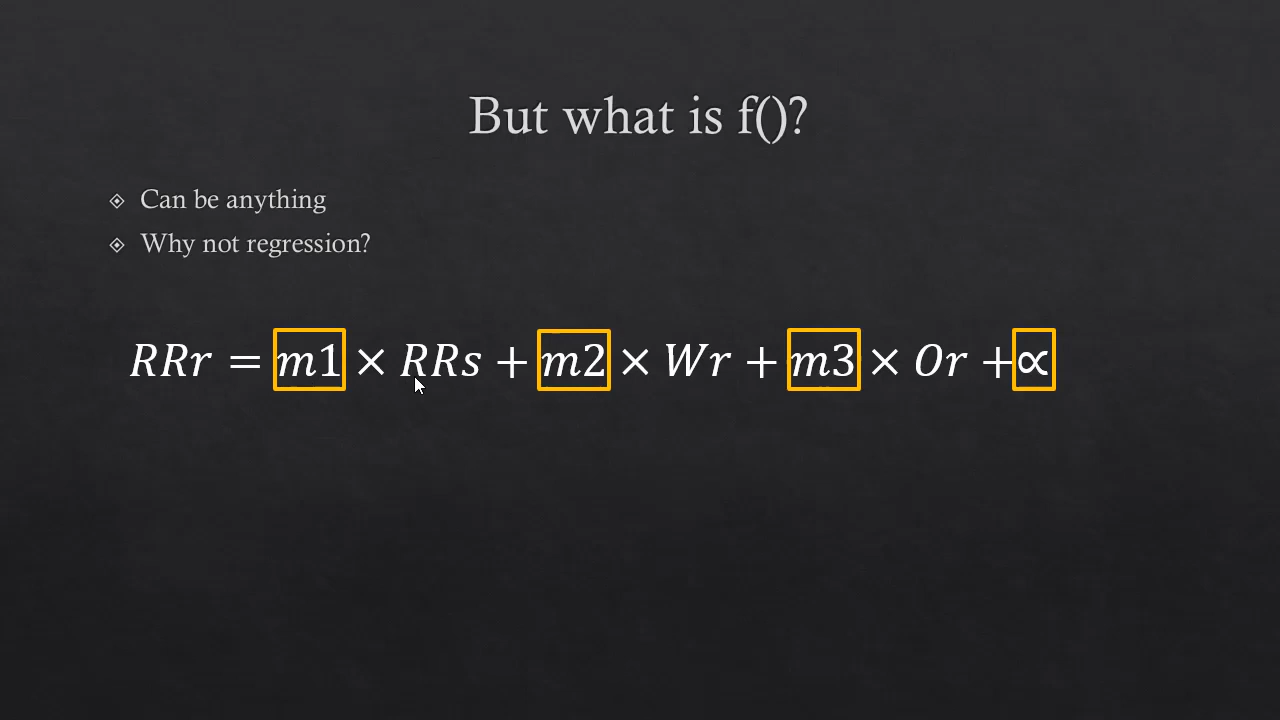 But what is f()?
Can be anything
Why not regression?
RRr = m1 × RRs + m2 × Wr + m3 × Or +∝